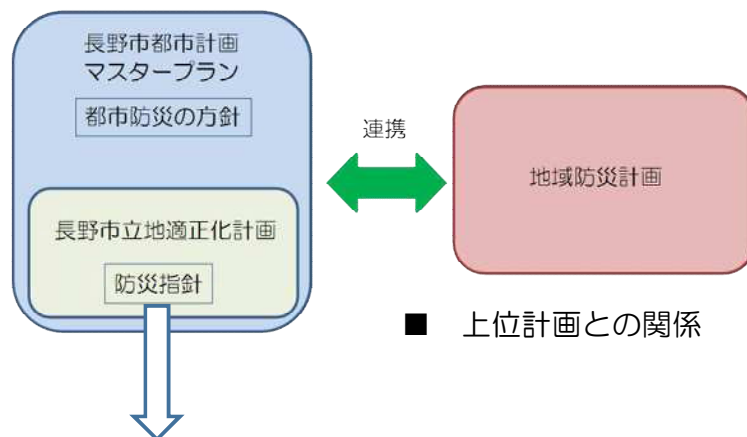 長野市都市計画
マスタープラン
都市防災の方針
長野市立地適正化計画
防災指針
連携
地域防災計画
■　上位計画との関係